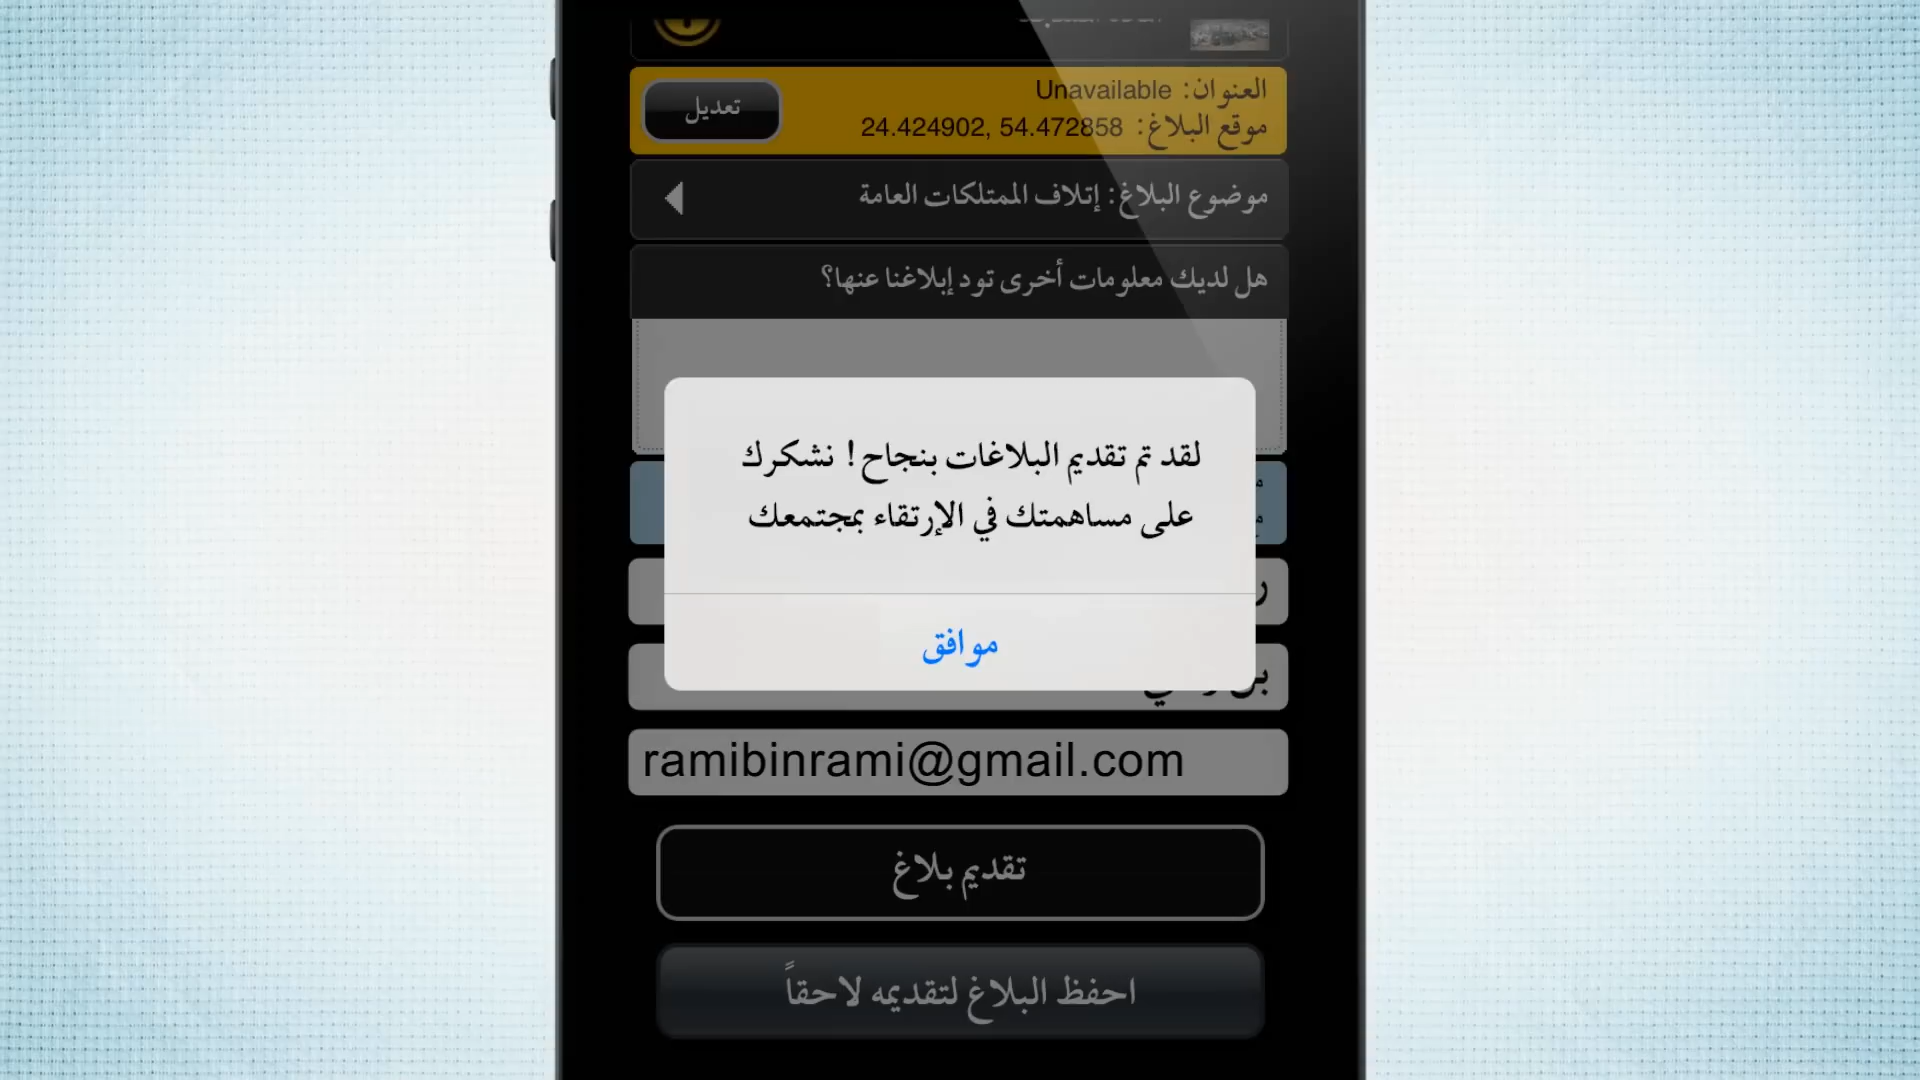 العنوان: Unavailable
موقع البلاغ: 24.424902, 54.472858
تعديل
موضوع البلاغ: إتلاف الممتلكات العامة
هل لديك معلومات أخرى تود إبلاغنا عنها؟
لقد تم تقديم البلاغات بنجاح! نشكرك
على مساهمتك في الإرتقاء بمجتمعك
موافق
ramibinrami@gmail.com
تقديم بلاغ
احفظ البلاغ لتقديمه لاحقاً